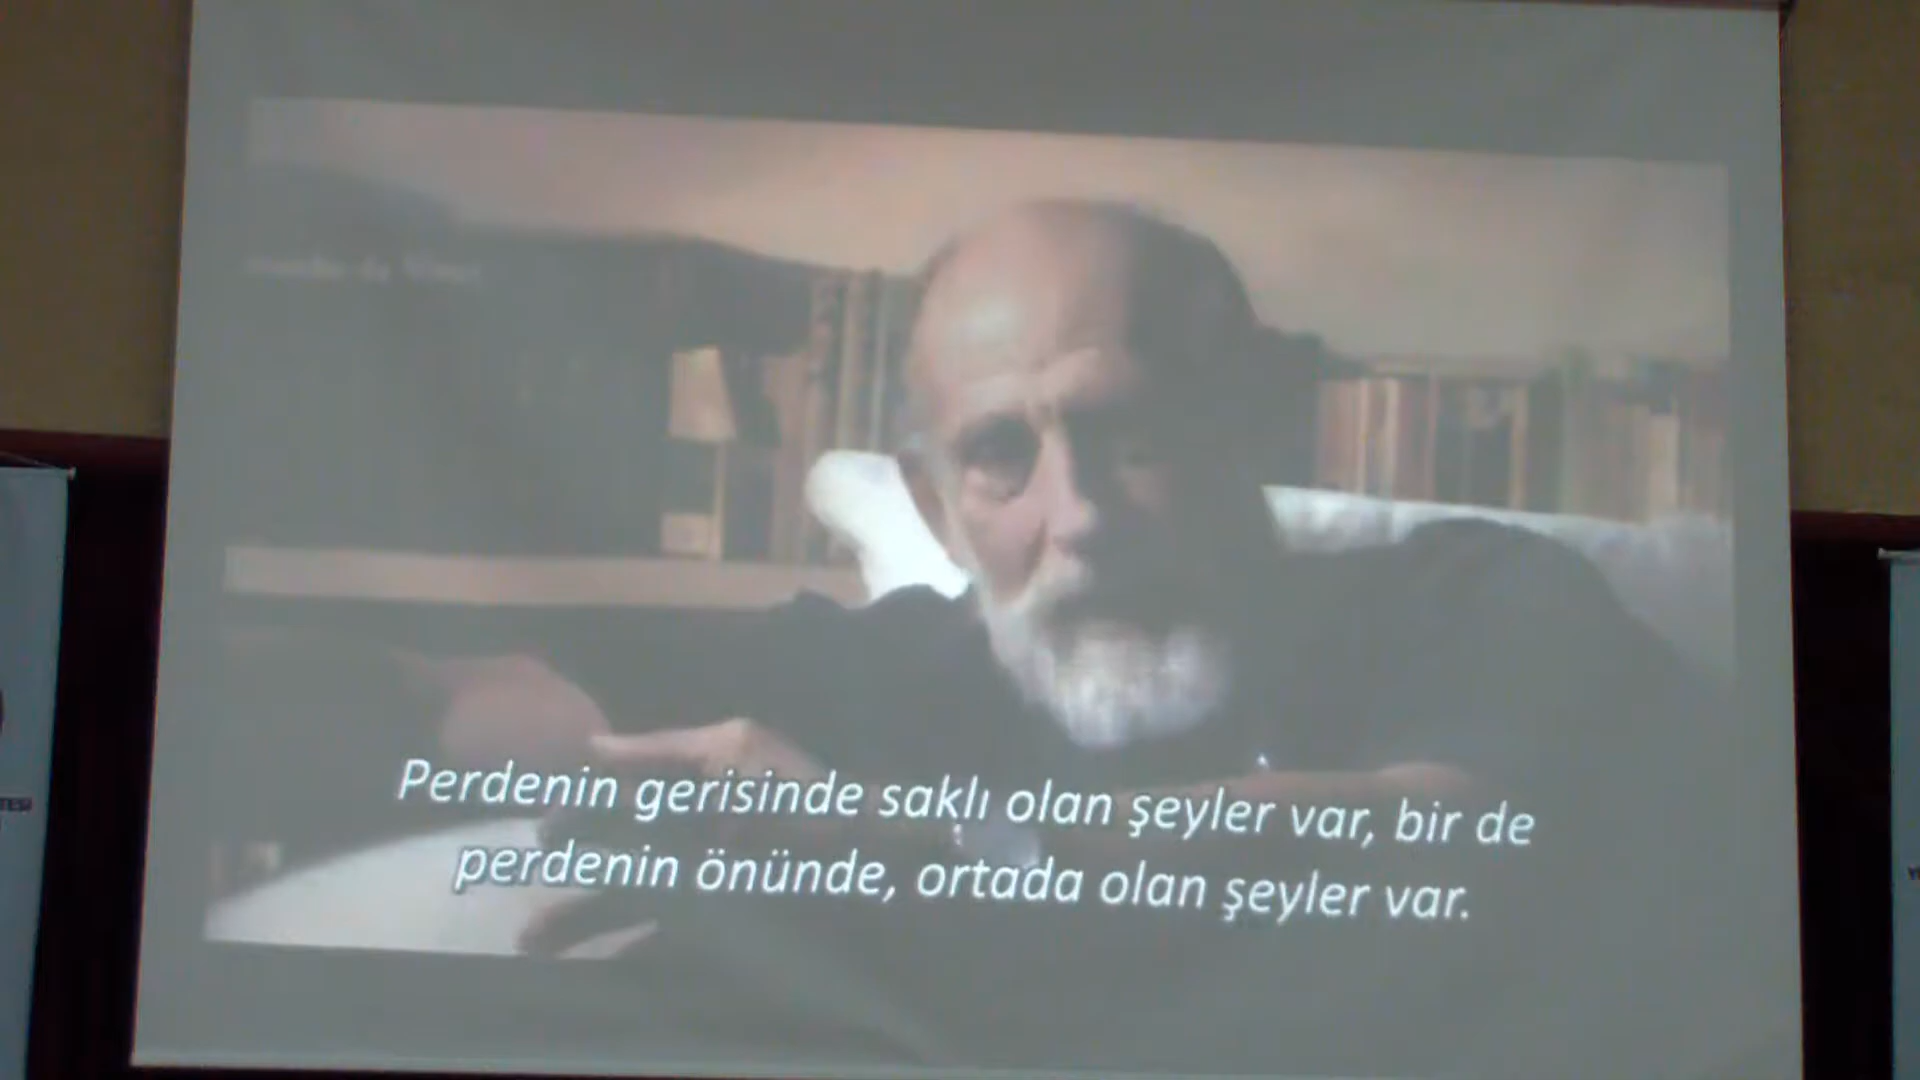 Perdenin gerisinde saklı olan şeyler var, bir de
perdenin önünde, ortada olan şeyler var.